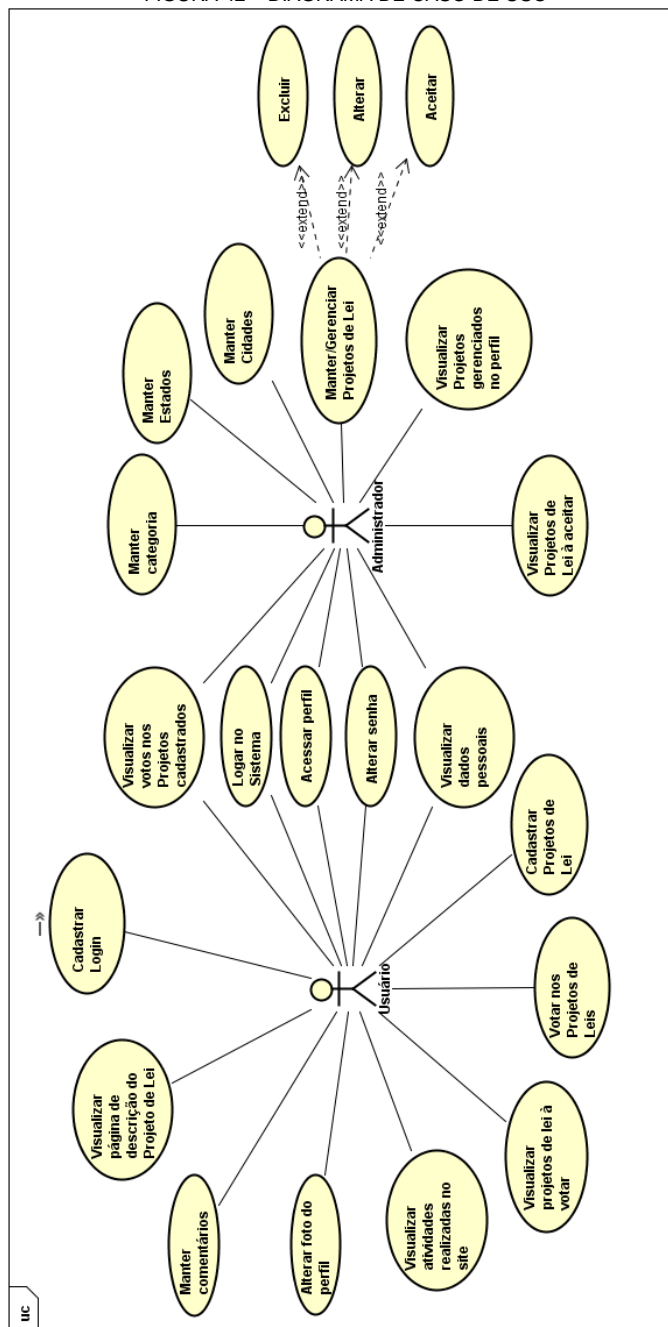 FIGURA – DIAGRAMA DE CASO DE USO
uc
Cadastrar
Login
Visualizar
página de
descrição do
Projeto de Lei
Manter
comentários
Alterar foto do
perfil
Visualizar
atividades
realizadas no
site
Visualizar
projetos de lei à
votar
Votar nos
Projetos de
Leis
Cadastrar
Projetos de
Lei
Usuário
Visualizar
votos nos
Projetos
cadastrados
Logar no
Sistema
Acessar perfil
Alterar senha
Visualizar
dados
pessoais
Administrador
Manter
categoria
Manter
Estados
Manter
Cidades
Manter/Gerenciar
Projetos de Lei
Visualizar
Projetos
gerenciados
no perfil
Visualizar
Projetos de
Lei à aceitar
<<extend>>
<<extend>>
<<extend>>
Excluir
Alterar
Aceitar